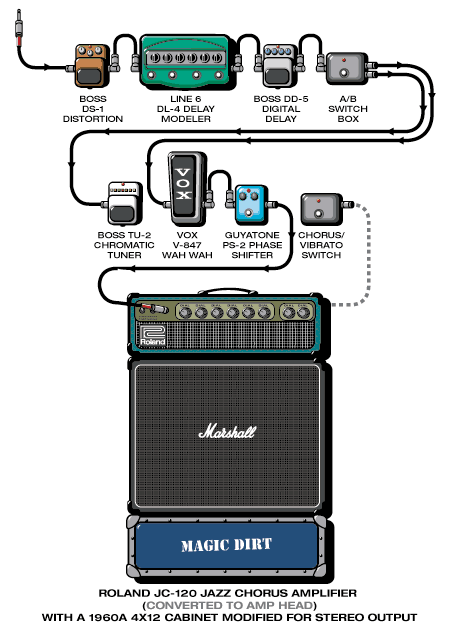 BOSS
DS-1
DISTORTION
LINE 6
DL-4 DELAY
MODELER
BOSS DD-5
DIGITAL
DELAY
A/B
SWITCH
BOX
VOX
BOSS TU-2
CHROMATIC
TUNER
VOX
V-847
WAH WAH
GUYATONE
PS-2 PHASE
SHIFTER
CHORUS/
VIBRATO
SWITCH
Roland
Marshall
MAGIC DIRT
ROLAND JC-120 JAZZ CHORUS AMPLIFIER
(CONVERTED TO AMP HEAD)
WITH A 1960A 4X12 CABINET MODIFIED FOR STEREO OUTPUT